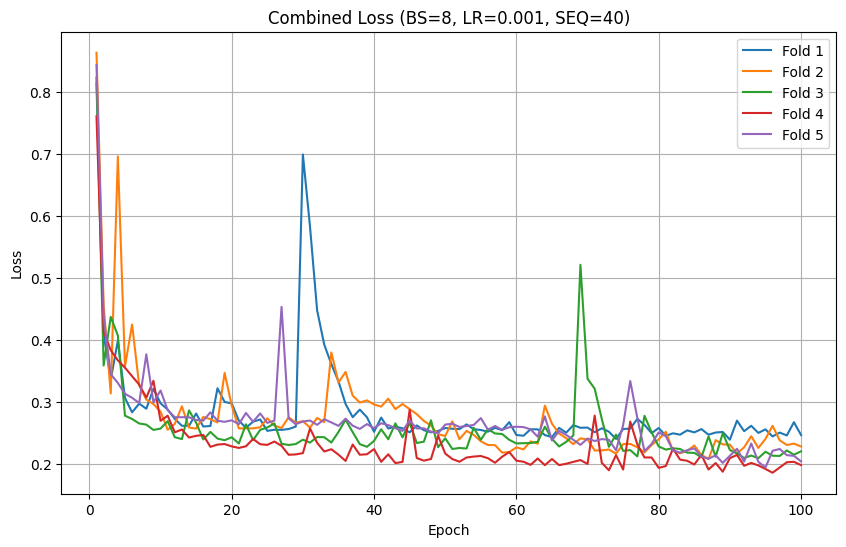 Combined Loss (BS=8, LR=0.001, SEQ=40)
Fold 1
Fold 2
Fold 3
Fold 4
Fold 5
Loss
0.8
0.7
0.6
0.5
0.4
0.3
0.2
0 20 40 60 80 100
Epoch